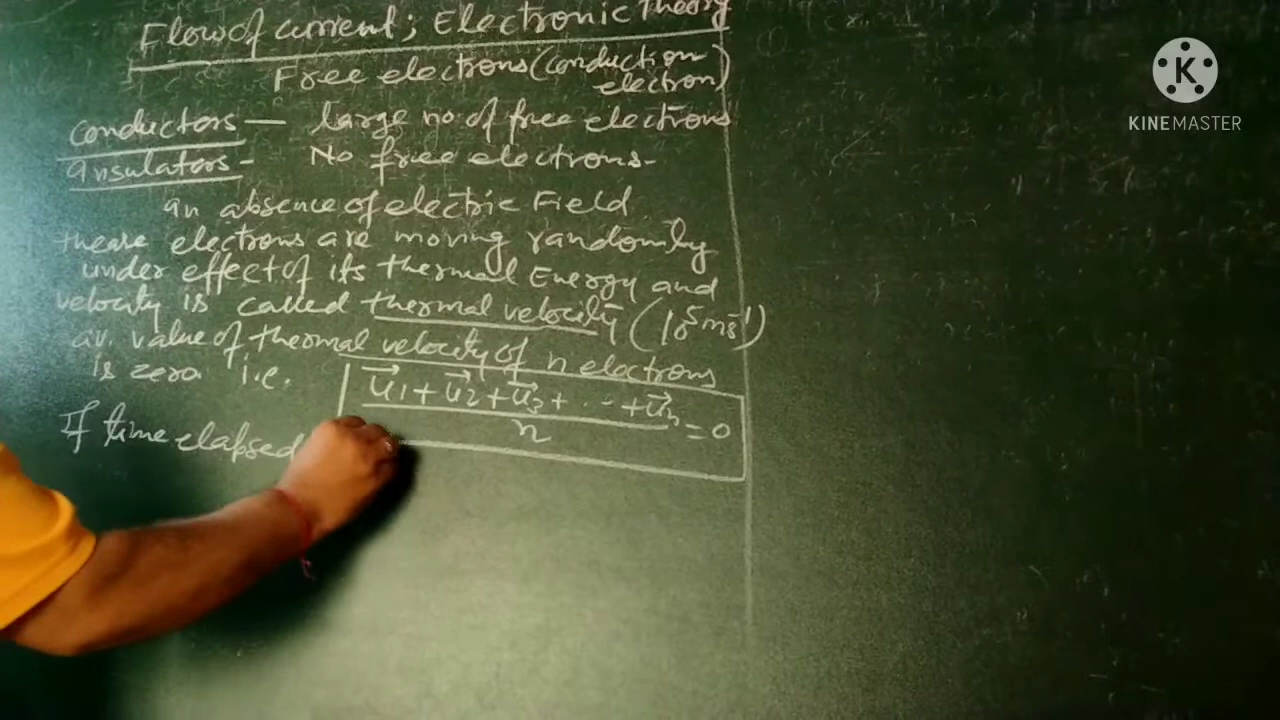 Flow of current; Electronic Theory
Free electrons (conduction electron)
conductors — large no of free electrons
insulators - No free electrons-
in absence of electric Field
these electrons are moving randomly
under effect of its thermal Energy and
velocity is called thermal velocity (10⁵ms⁻¹)
av. value of thermal velocity of n electrons
is zero i.e.
u⃗1 + u⃗2 + u⃗3 + ... + u⃗n / n = 0
If time elapsed
K
KINEMASTER